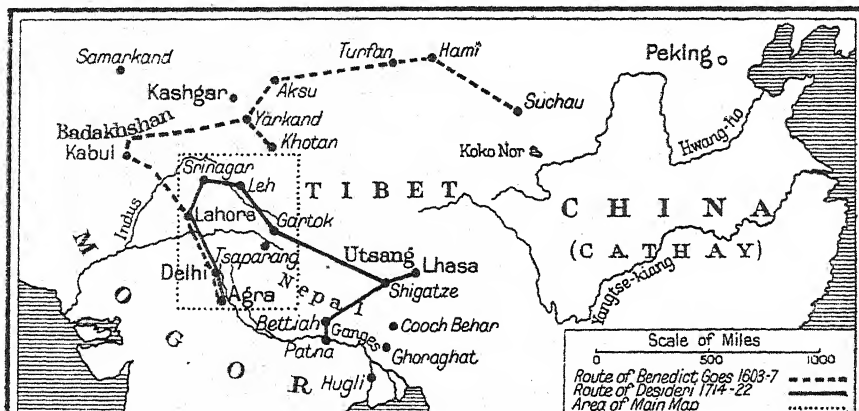 Samarkand
Turfan
Hami
Peking
Kashgar
Aksu
Suchau
Badakhshan
Yarkand
Kabul
Khotan
Koko Nor
Hwang-ho
Srinagar
Leh
TIBET
Indus
Lahore
Gartok
CHINA
(CATHAY)
MOGOR
Tsaparang
Utsang
Lhasa
Delhi
Nepal
Shigatze
Yangtse-kiang
Agra
Bettiah
Ganges
Cooch Behar
Patna
Ghoraghat
Hugli
Scale of Miles
0 500 1000
Route of Benedict Goes 1603-7
Route of Desideri 1714-22
Area of Main Map